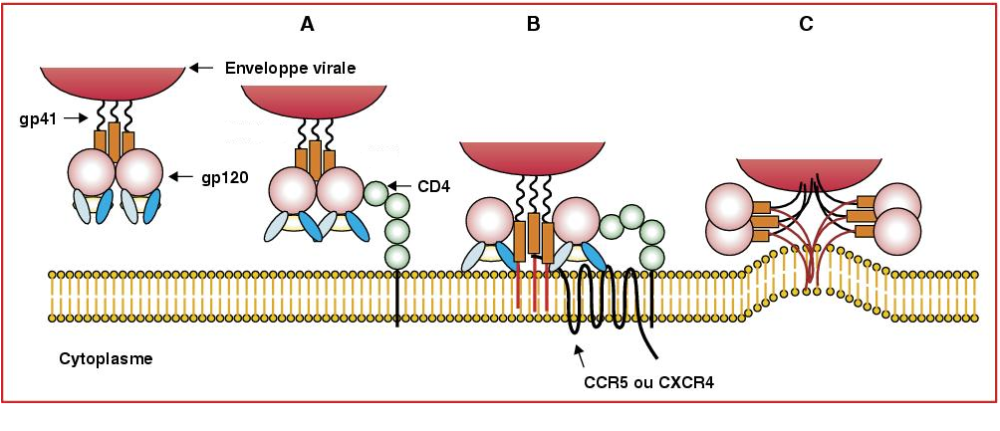 A
B
C
Enveloppe virale
gp41
gp120
CD4
Cytoplasme
CCR5 ou CXCR4